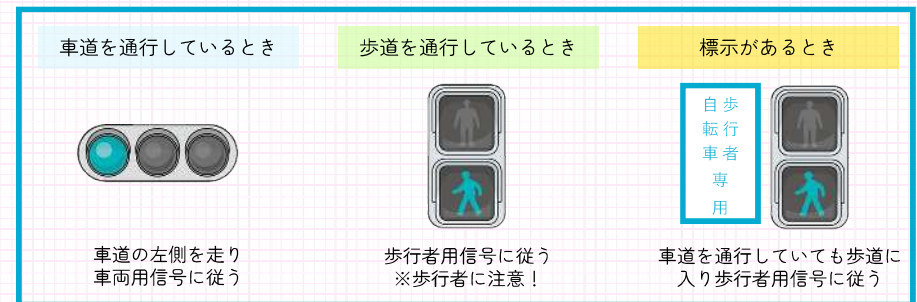 車道を通行しているとき
歩道を通行しているとき
標示があるとき
歩行者
自転車
専用
車道の左側を走り
車両用信号に従う
歩行者用信号に従う
※歩行者に注意！
車道を通行していても歩道に
入り歩行者用信号に従う